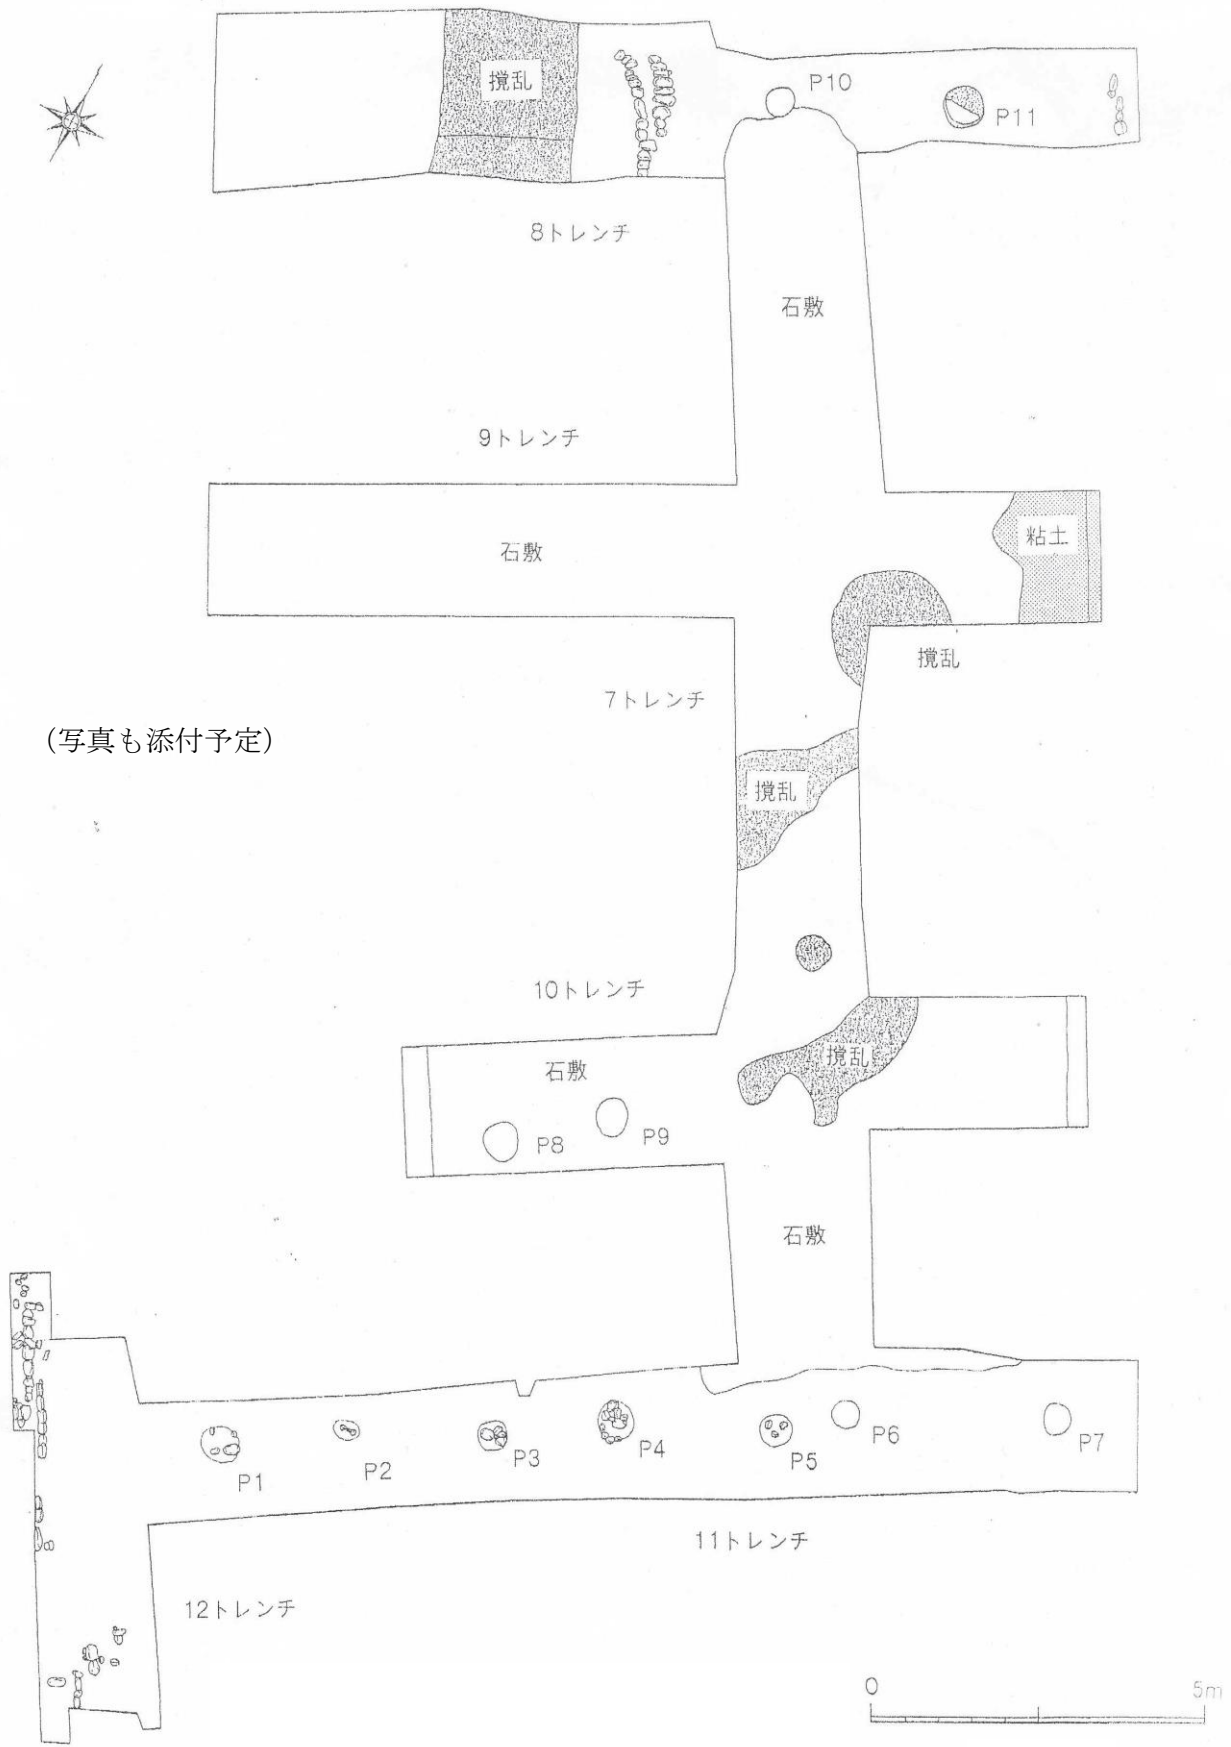 撹乱
P10
P11
8トレンチ
石敷
9トレンチ
石敷
粘土
撹乱
7トレンチ
(写真も添付予定)
撹乱
10トレンチ
石敷
撹乱
P8
P9
石敷
P1
P2
P3
P4
P5
P6
P7
11トレンチ
12トレンチ
0
5m